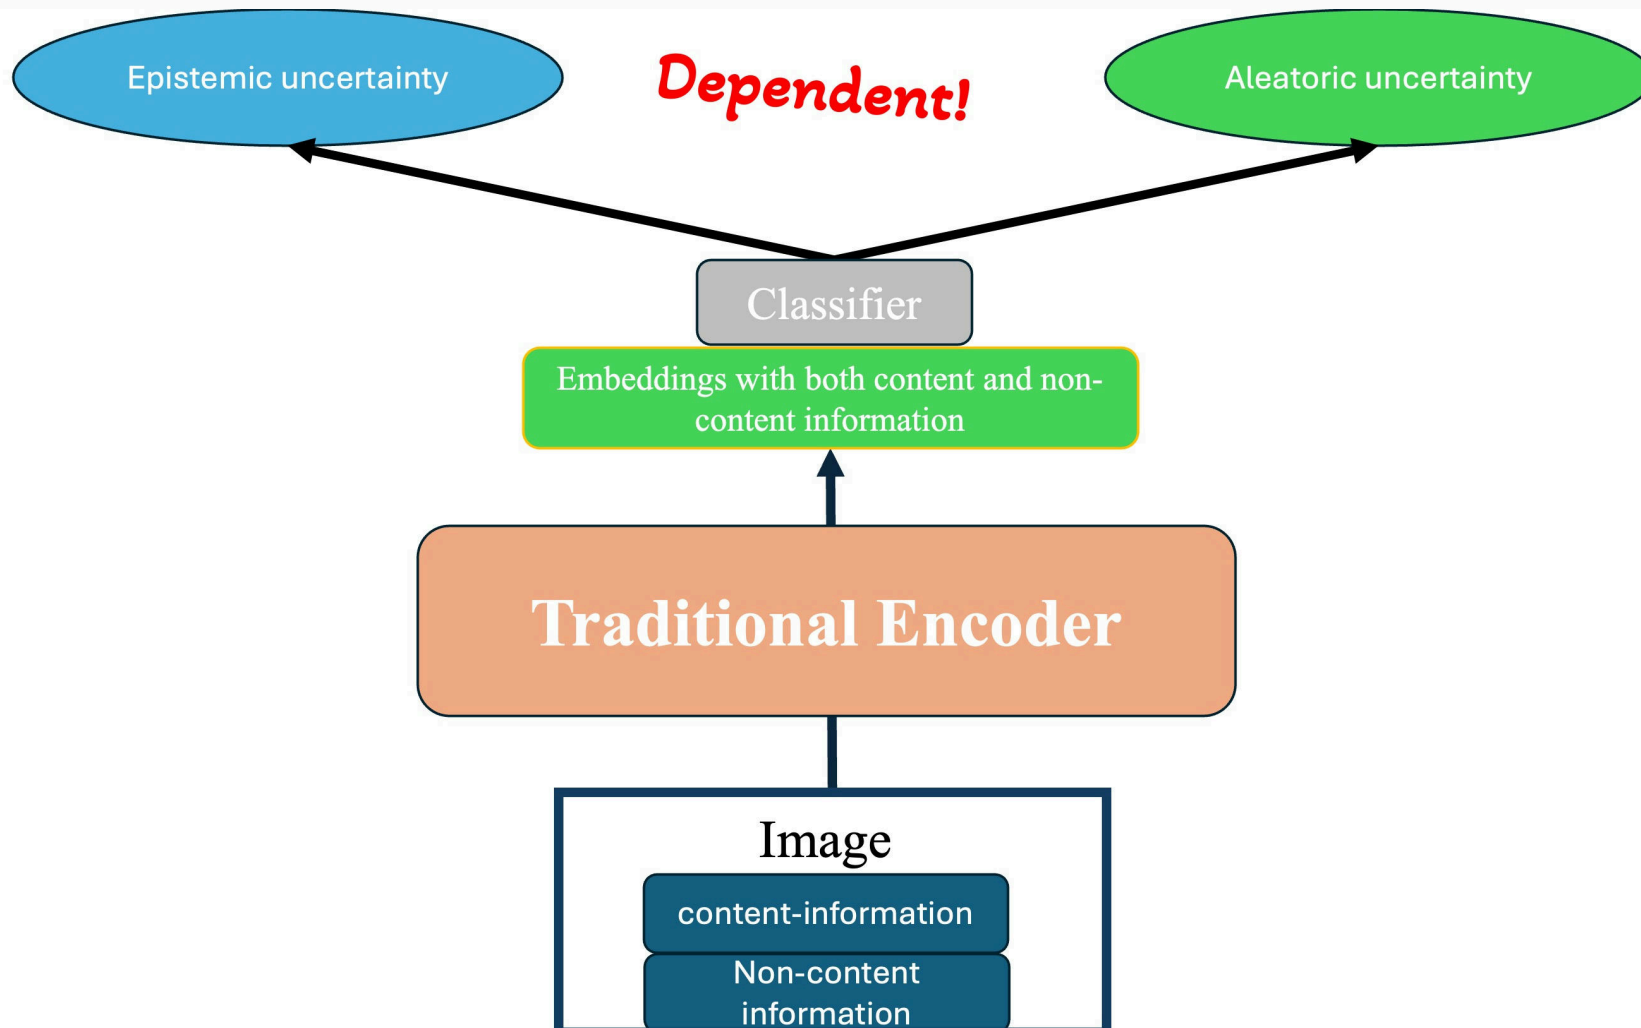 Epistemic uncertainty
Dependent!
Aleatoric uncertainty
Classifier
Embeddings with both content and non-
content information
Traditional Encoder
Image
content-information
Non-content
information